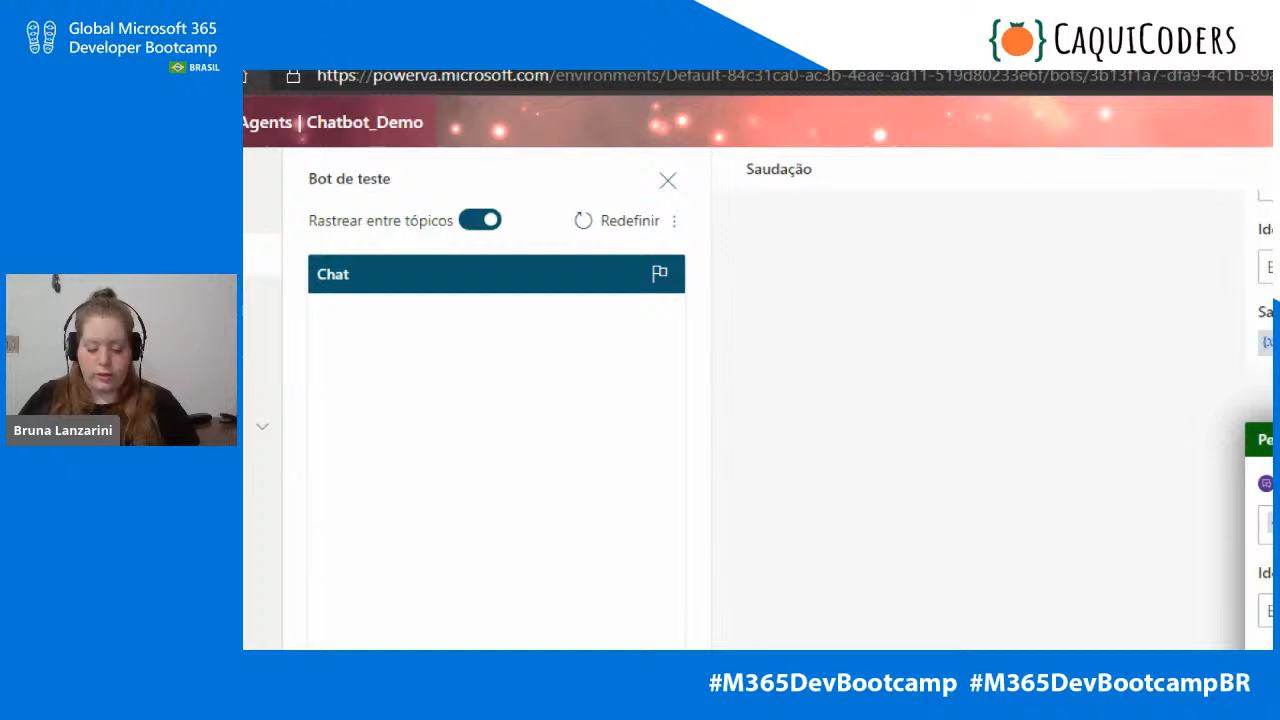 Global Microsoft 365
Developer Bootcamp
BRASIL
{ } CAQUICODERS
https://powerva.microsoft.com/environments/Default-84c31ca0-ac3b-4eae-ad11-519d80233e6f/bots/3b13f1a7-dfa9-4c1b-89a
Agents | Chatbot_Demo
Bot de teste
Saudação
Rastrear entre tópicos
Redefinir
Chat
Bruna Lanzarini
#M365DevBootcamp #M365DevBootcampBR